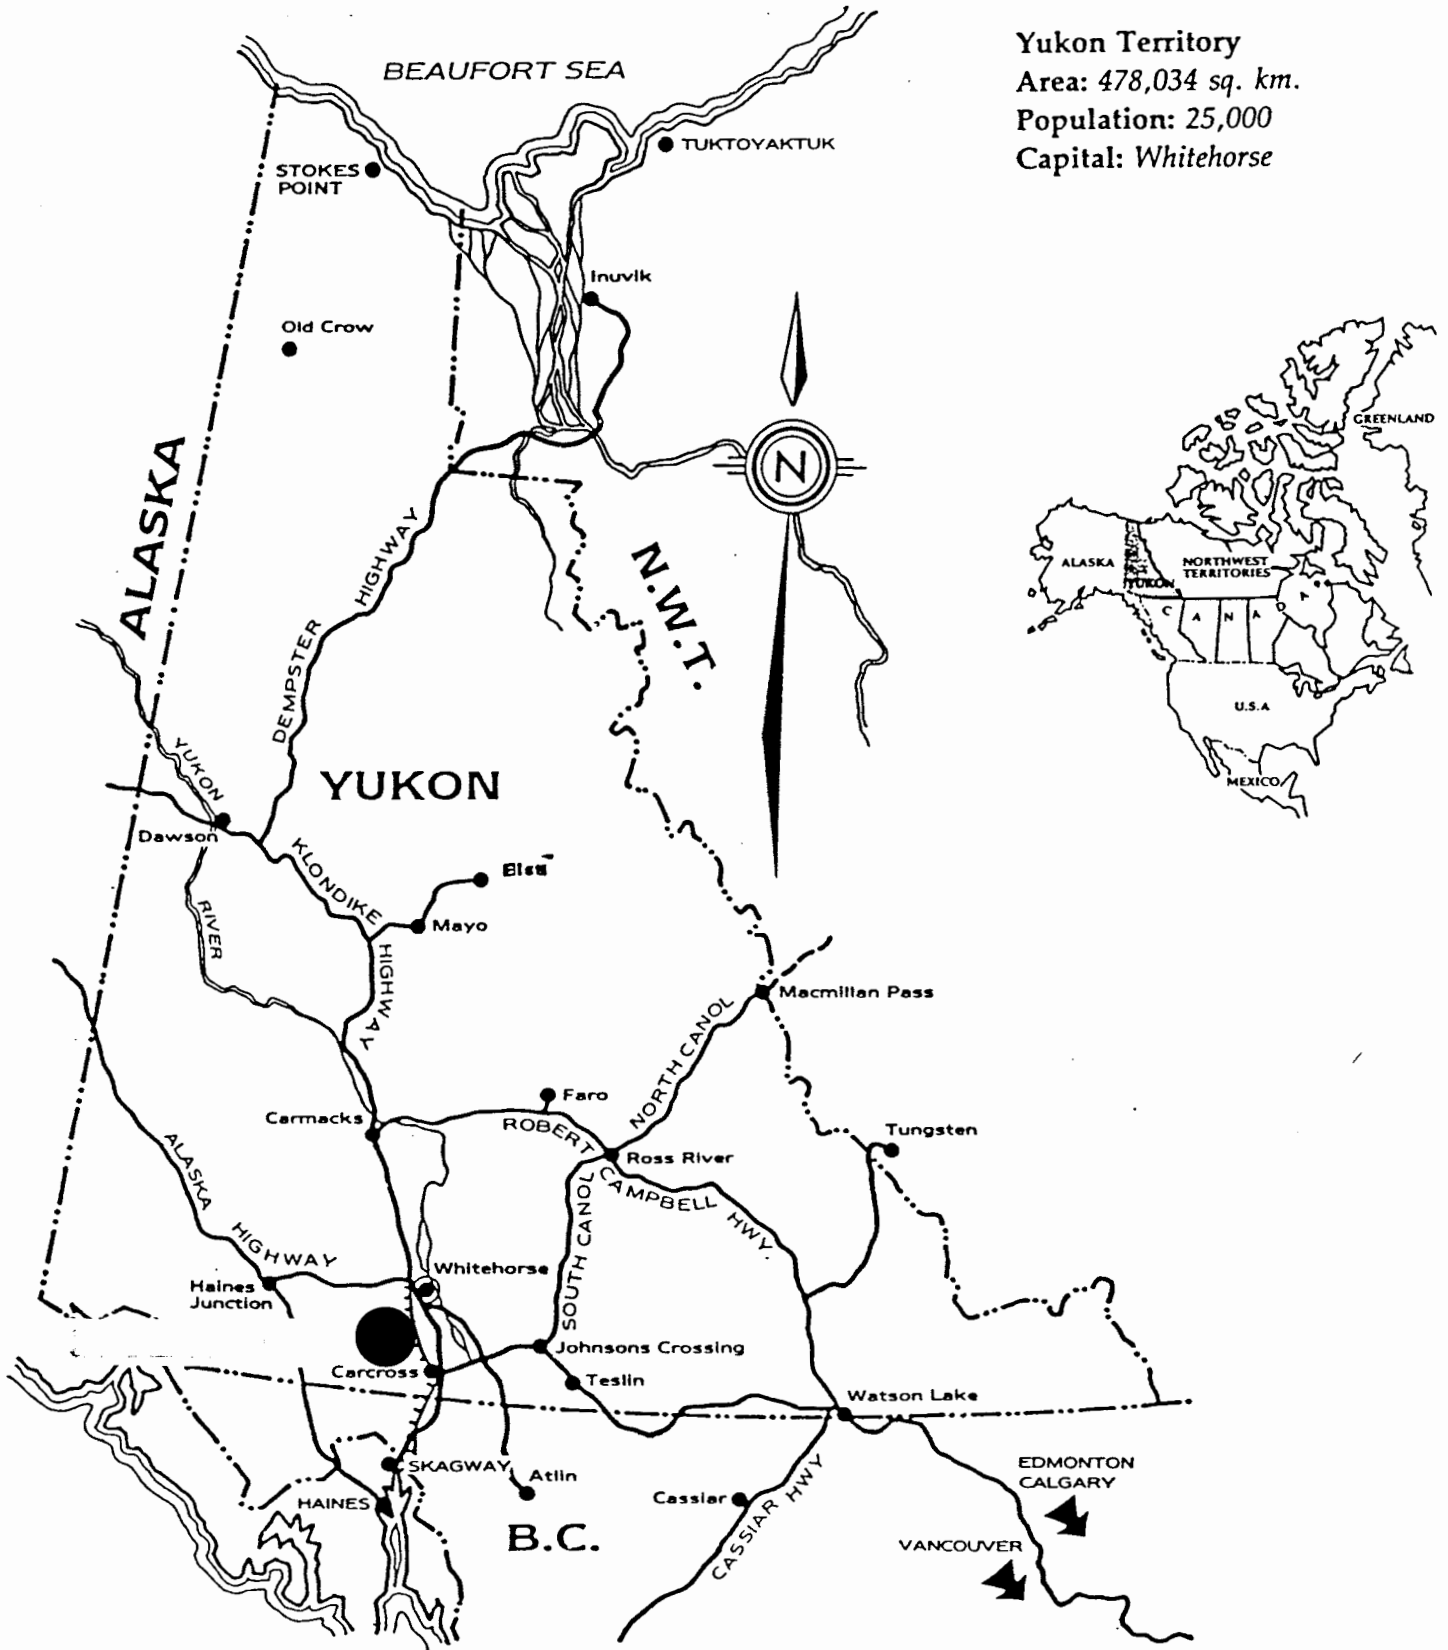 Yukon Territory
Area: 478,034 sq. km.
Population: 25,000
Capital: Whitehorse
BEAUFORT SEA
TUKTOYAKTUK
STOKES
POINT
Inuvik
Old Crow
ALASKA
DEMPSTER HIGHWAY
N
N.W.T.
GREENLAND
ALASKA
YUKON
NORTHWEST
TERRITORIES
C A N A
A
U.S.A
MEXICO
YUKON
YUKON
RIVER
Dawson
KLONDIKE
HIGHWAY
Mayo
Macmillan Pass
NORTH CANOL
Faro
Carmacks
ROBERT
CAMPBELL HWY.
Ross River
Tungsten
ALASKA
HIGHWAY
SOUTH CANOL
Whitehorse
Haines
Junction
Johnsons Crossing
Carcross
Teslin
Watson Lake
SKAGWAY
Atlin
HAINES
Cassiar
CASSIAR HWY
B.C.
EDMONTON
CALGARY
VANCOUVER